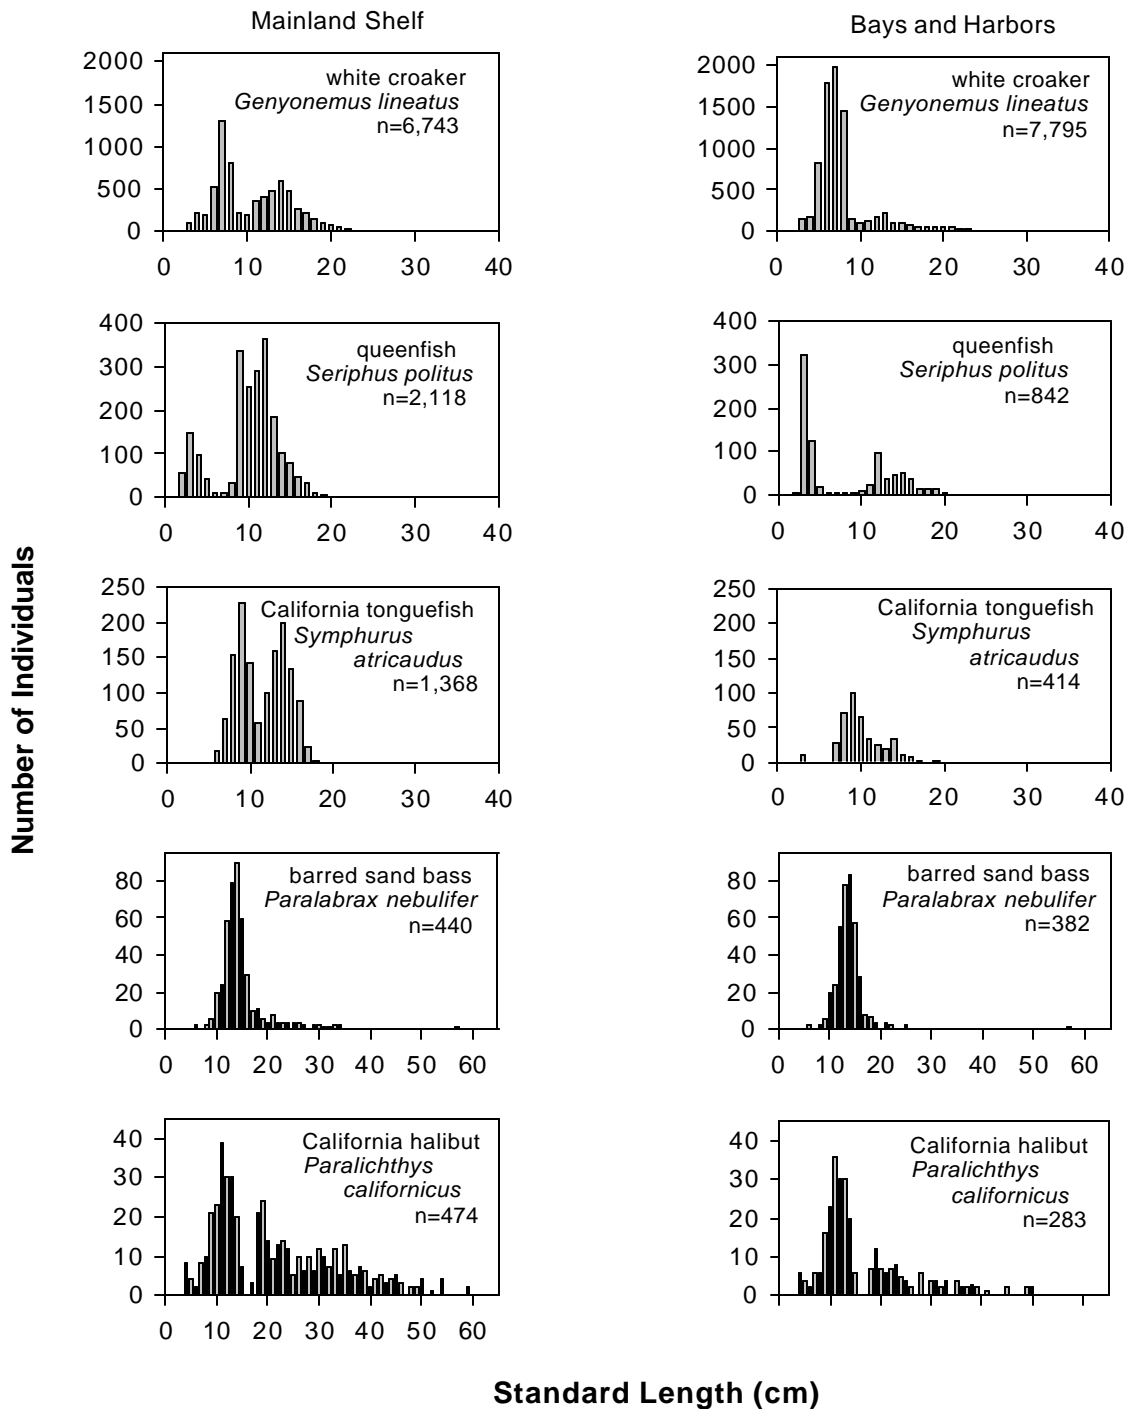 Mainland Shelf
Bays and Harbors
Number of Individuals
2000
1500
1000
500
0
white croaker
Genyonemus lineatus
n=6,743
0 10 20 30 40
2000
1500
1000
500
0
white croaker
Genyonemus lineatus
n=7,795
0 10 20 30 40
400
300
200
100
0
queenfish
Seriphus politus
n=2,118
0 10 20 30 40
400
300
200
100
0
queenfish
Seriphus politus
n=842
0 10 20 30 40
250
200
150
100
50
0
California tonguefish
Symphurus
atricaudus
n=1,368
0 10 20 30 40
250
200
150
100
50
0
California tonguefish
Symphurus
atricaudus
n=414
0 10 20 30 40
80
60
40
20
0
barred sand bass
Paralabrax nebulifer
n=440
0 10 20 30 40 50 60
80
60
40
20
0
barred sand bass
Paralabrax nebulifer
n=382
0 10 20 30 40 50 60
40
30
20
10
0
California halibut
Paralichthys
californicus
n=474
0 10 20 30 40 50 60
40
30
20
10
0
California halibut
Paralichthys
californicus
n=283
Standard Length (cm)